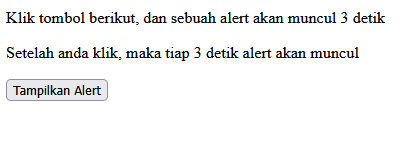 Klik tombol berikut, dan sebuah alert akan muncul 3 detik
Setelah anda klik, maka tiap 3 detik alert akan muncul
Tampilkan Alert